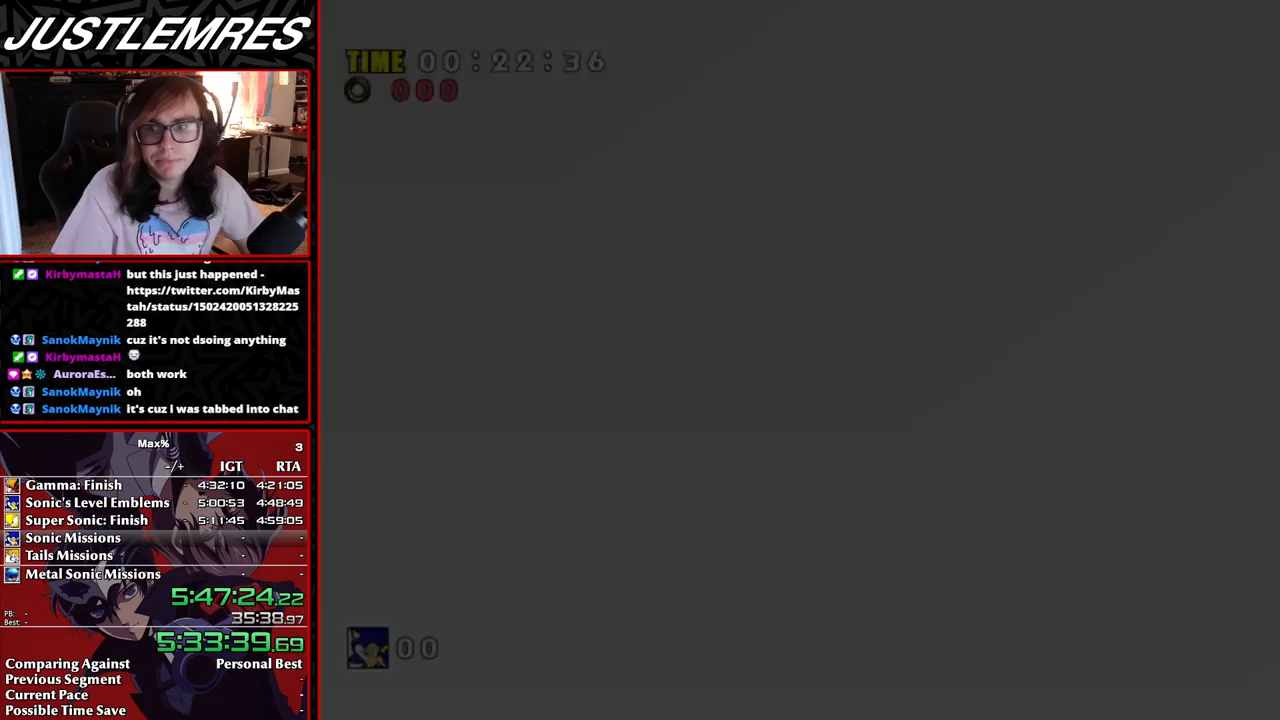 JUSTLEMRES
TIME 00:22:36
000
KirbymastaH but this just happened -
https://twitter.com/KirbyMas
tah/status/1502420051328225
288
SanokMaynik cuz it's not dsoing anything
KirbymastaH
AuroraEs... both work
SanokMaynik oh
SanokMaynik it's cuz i was tabbed into chat
Max% 3
-/+ IGT RTA
Gamma: Finish - 4:32:10 4:21:05
Sonic's Level Emblems - 5:00:53 4:48:49
Super Sonic: Finish 5:11:45 4:59:05
Sonic Missions - -
Tails Missions - -
Metal Sonic Missions - -
5:47:24.22
PB: -
Best: -
35:38.97
5:33:39.69
Comparing Against Personal Best
Previous Segment -
Current Pace -
Possible Time Save -
00